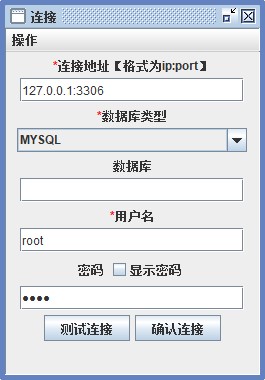 连接
操作
*连接地址【格式为ip:port】
127.0.0.1:3306
*数据库类型
MYSQL
数据库
*用户名
root
密码 显示密码
●●●●
测试连接 确认连接